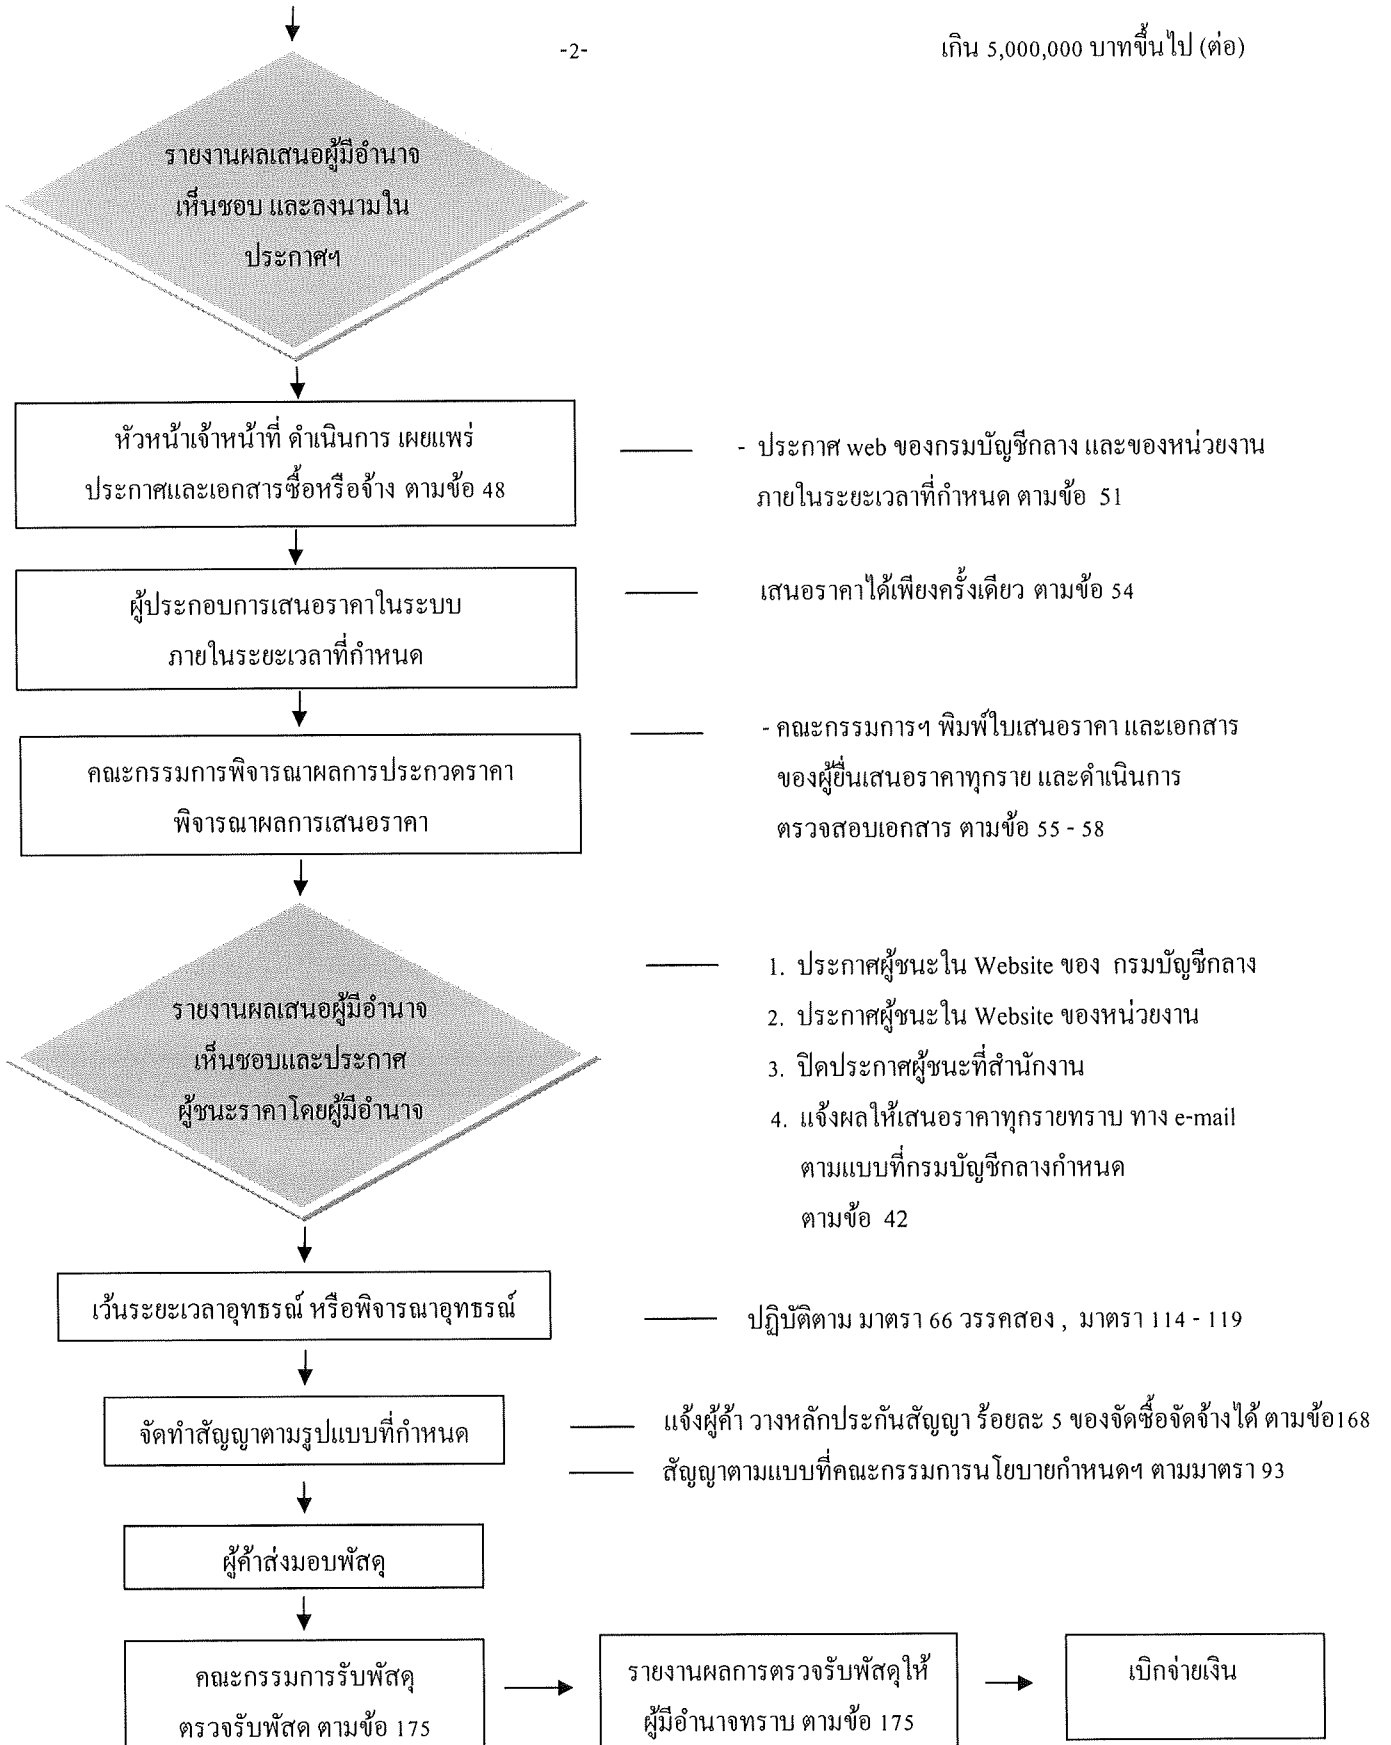 -2-
เกิน 5,000,000 บาทขึ้นไป (ต่อ)
รายงานผลเสนอผู้มีอำนาจ
เห็นชอบ และลงนามใน
ประกาศฯ
หัวหน้าเจ้าหน้าที่ ดำเนินการ เผยแพร่
ประกาศและเอกสารซื้อหรือจ้าง ตามข้อ 48
- ประกาศ web ของกรมบัญชีกลาง และของหน่วยงาน
ภายในระยะเวลาที่กำหนด ตามข้อ 51
ผู้ประกอบการเสนอราคาในระบบ
ภายในระยะเวลาที่กำหนด
เสนอราคาได้เพียงครั้งเดียว ตามข้อ 54
คณะกรรมการพิจารณาผลการประกวดราคา
พิจารณาผลการเสนอราคา
- คณะกรรมการฯ พิมพ์ใบเสนอราคา และเอกสาร
ของผู้ยื่นเสนอราคาทุกราย และดำเนินการ
ตรวจสอบเอกสาร ตามข้อ 55 - 58
รายงานผลเสนอผู้มีอำนาจ
เห็นชอบและประกาศ
ผู้ชนะราคาโดยผู้มีอำนาจ
1. ประกาศผู้ชนะใน Website ของ กรมบัญชีกลาง
2. ประกาศผู้ชนะใน Website ของหน่วยงาน
3. ปิดประกาศผู้ชนะที่สำนักงาน
4. แจ้งผลให้เสนอราคาทุกรายทราบ ทาง e-mail
ตามแบบที่กรมบัญชีกลางกำหนด
ตามข้อ 42
เว้นระยะเวลาอุทธรณ์ หรือพิจารณาอุทธรณ์
ปฏิบัติตาม มาตรา 66 วรรคสอง , มาตรา 114 - 119
จัดทำสัญญาตามรูปแบบที่กำหนด
แจ้งผู้ค้า วางหลักประกันสัญญา ร้อยละ 5 ของจัดซื้อจัดจ้างได้ ตามข้อ168
สัญญาตามแบบที่คณะกรรมการนโยบายกำหนดฯ ตามมาตรา 93
ผู้ค้าส่งมอบพัสดุ
คณะกรรมการรับพัสดุ
ตรวจรับพัสดุ ตามข้อ 175
รายงานผลการตรวจรับพัสดุให้
ผู้มีอำนาจทราบ ตามข้อ 175
เบิกจ่ายเงิน